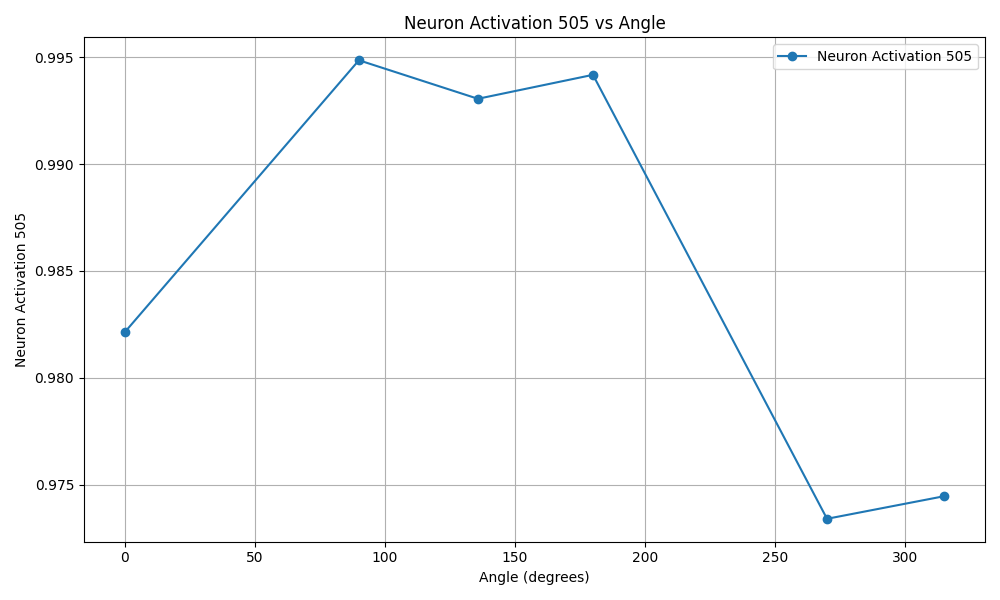 Neuron Activation 505 vs Angle
Neuron Activation 505
0.995
0.990
0.985
0.980
0.975
Neuron Activation 505
0 50 100 150 200 250 300
Angle (degrees)